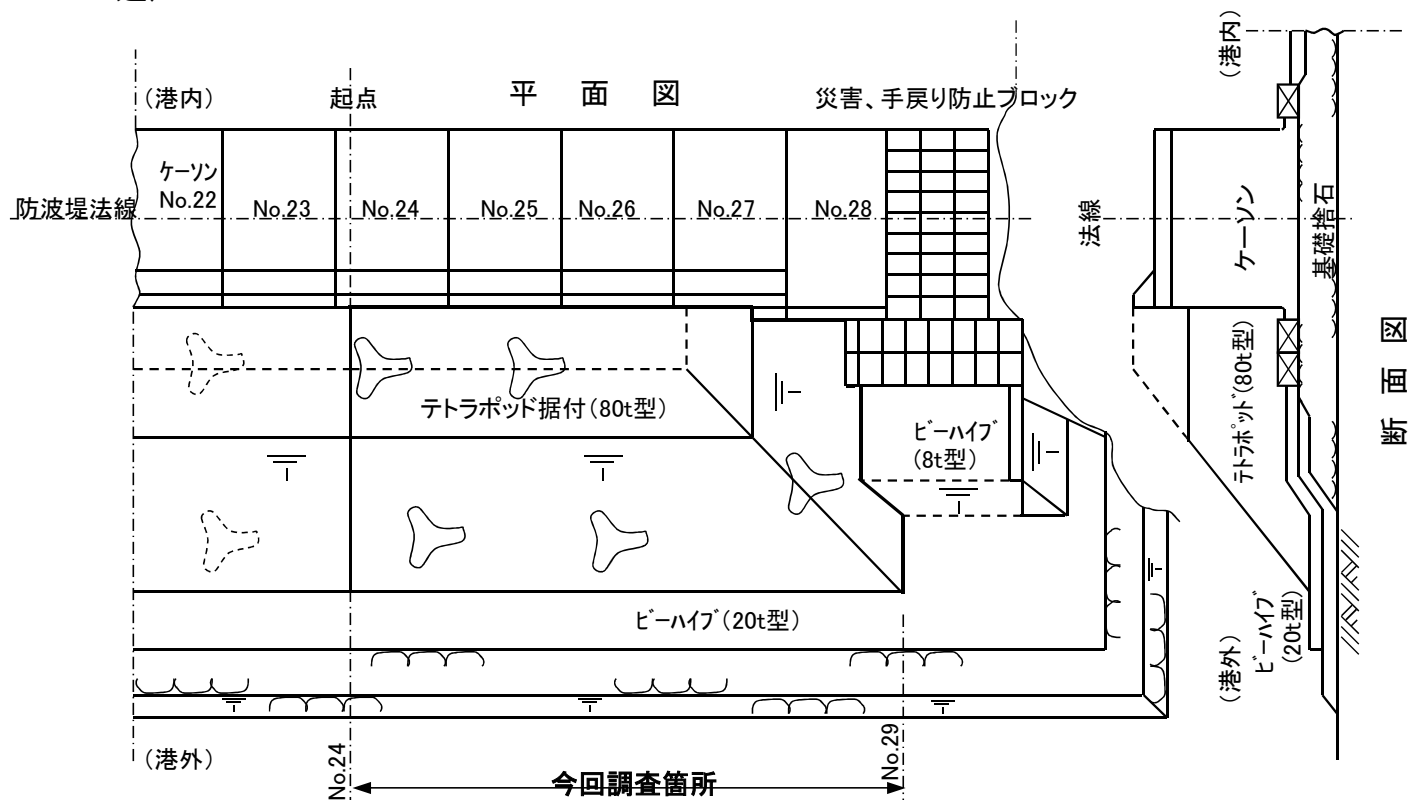 (港内)
起点
平 面 図
災害、手戻り防止ブロック
ケーソン
No.22
No.23
No.24
No.25
No.26
No.27
No.28
防波堤法線
テトラポッド据付(80t型)
ビーハイブ
(8t型)
ビーハイブ(20t型)
(港外)
No.24
今回調査箇所
No.29
(港内)
法線
ケーソン
基礎捨石
テトラポッド(80t型)
断 面 図
(港外)
ビーハイブ
(20t型)